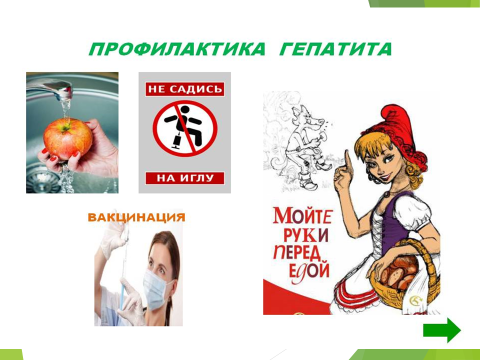 ПРОФИЛАКТИКА ГЕПАТИТА
НЕ САДИСЬ
НА ИГЛУ
ВАКЦИНАЦИЯ
МОЙТЕ
РУКИ
ПЕРЕД
ЕДОЙ